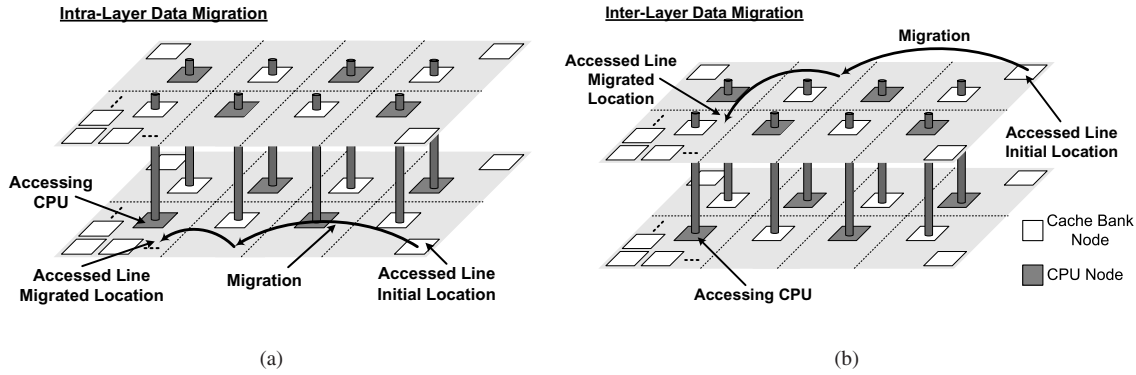 Intra-Layer Data Migration
Accessing
CPU
Accessed Line
Migrated Location
Migration
Accessed Line
Initial Location
(a)
Inter-Layer Data Migration
Migration
Accessed Line
Migrated
Location
Accessed Line
Initial Location
Accessing CPU
Cache Bank
Node
CPU Node
(b)